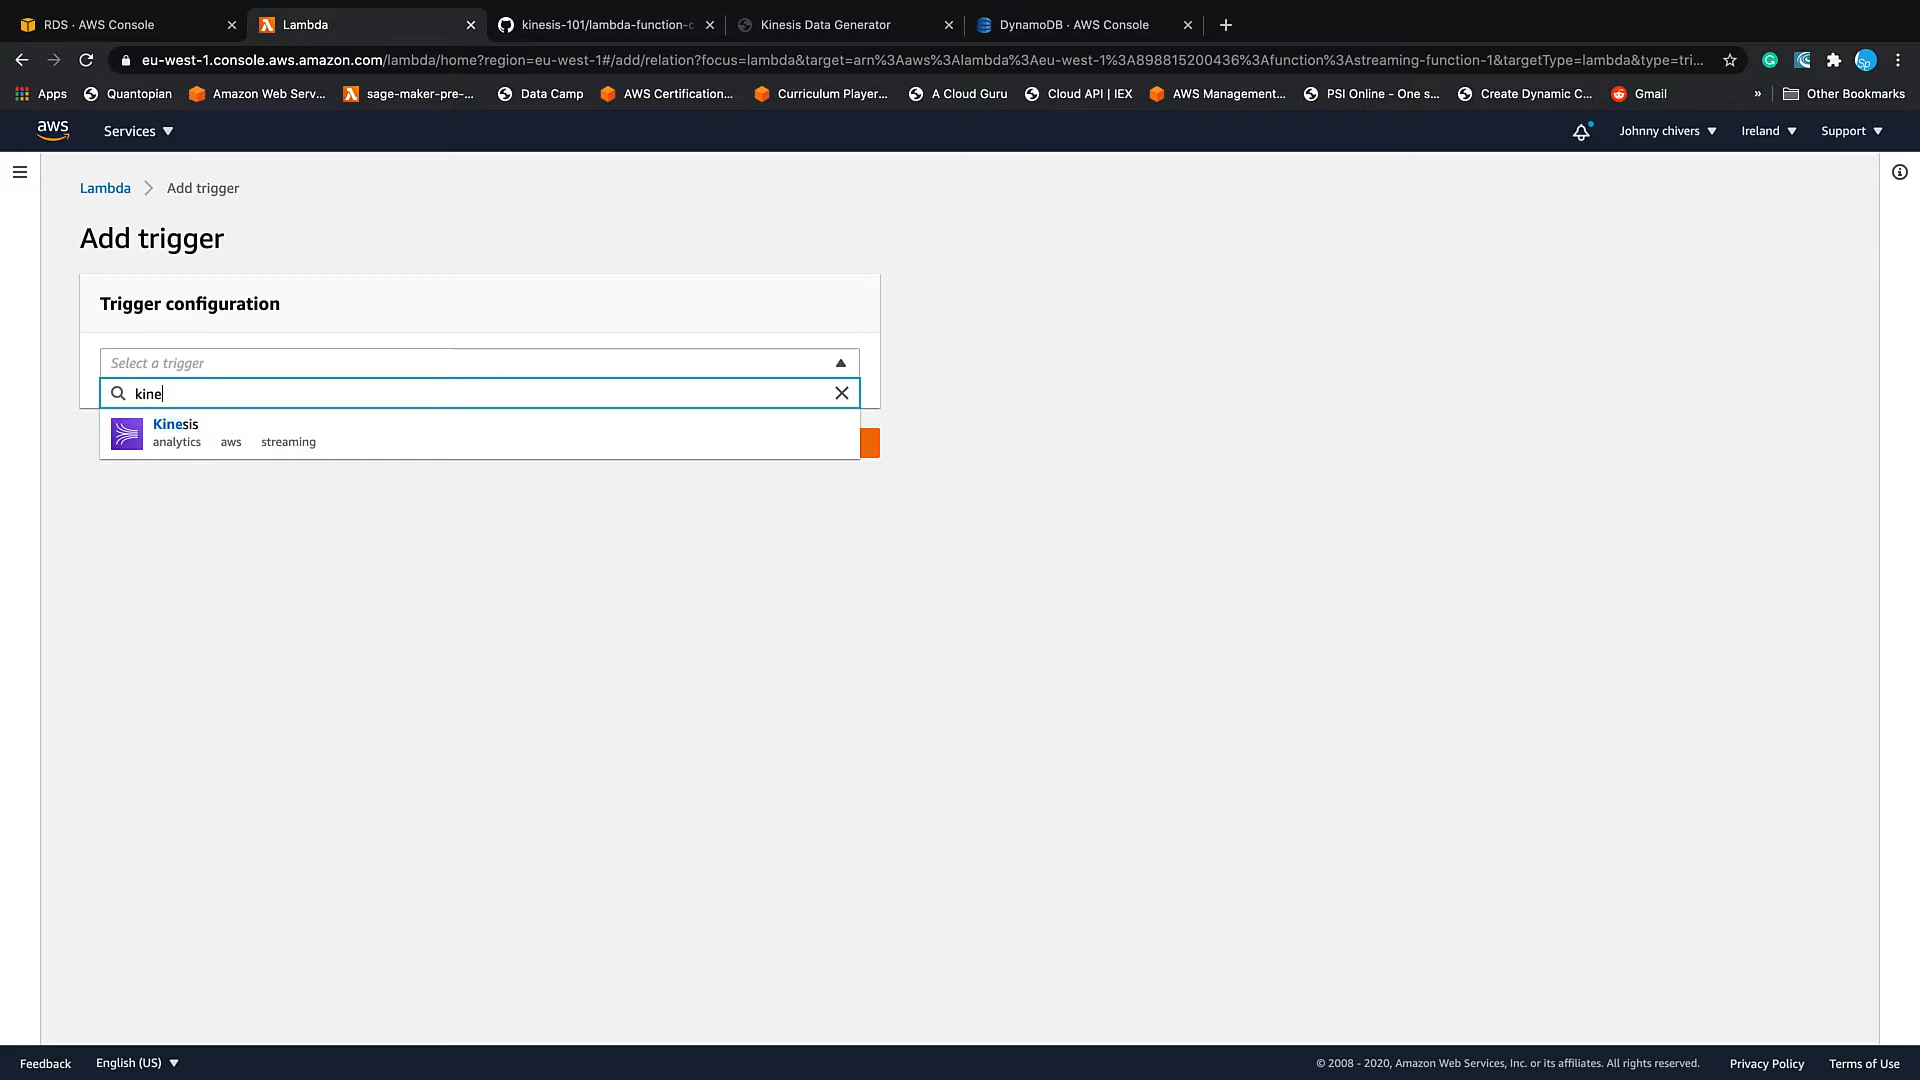 RDS · AWS Console
Lambda
kinesis-101/lambda-function-c
Kinesis Data Generator
DynamoDB · AWS Console
eu-west-1.console.aws.amazon.com/lambda/home?region=eu-west-1#/add/relation?focus=lambda&target=arn%3Aaws%3Alambda%3Aeu-west-1%3A898815200436%3Afunction%3Astreaming-function-1&targetType=lambda&type=tri...
Apps
Quantopian
Amazon Web Serv...
sage-maker-pre-...
Data Camp
AWS Certification...
Curriculum Player...
A Cloud Guru
Cloud API | IEX
AWS Management...
PSI Online - One s...
Create Dynamic C...
Gmail
»
Other Bookmarks
aws
Services
Johnny chivers
Ireland
Support
Lambda > Add trigger
Add trigger
Trigger configuration
Select a trigger
kine
Kinesis
analytics aws streaming
Feedback
English (US)
© 2008 - 2020, Amazon Web Services, Inc. or its affiliates. All rights reserved.
Privacy Policy
Terms of Use